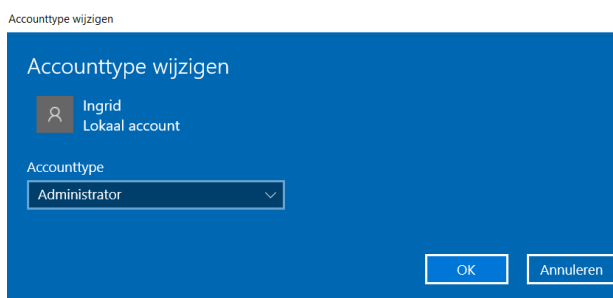 Accounttype wijzigen
Accounttype wijzigen
Ingrid
Lokaal account
Accounttype
Administrator
OK
Annuleren